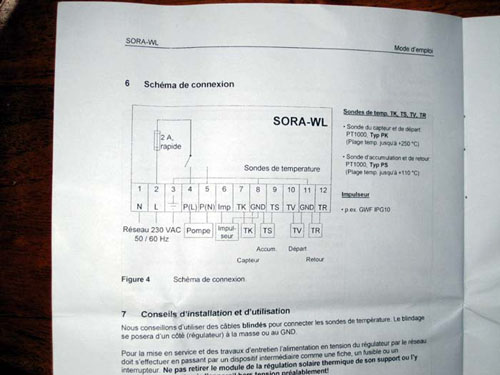 SORA-WL
Mode d'emploi
6 Schéma de connexion
SORA-WL
2 A,
rapide
Sondes de température
1 2 3 4 5 6 7 8 9 10 11 12
N L P(L) P(N) Imp TK GND TS TV GND TR
Réseau 230 VAC
50 / 60 Hz
Pompe
Impul-
seur
TK TS TV TR
Accum. Départ
Capteur Retour
Sondes de temp. TK, TS, TV, TR
• Sonde du capteur et de départ
PT1000, Typ PK
(Plage temp. jusqu'à +250 °C)
• Sonde d'accumulation et de retour
PT1000, Typ PS
(Plage temp. jusqu'à +110 °C)
Impulseur
• p.ex. GWF IPG10
Figure 4 Schéma de connexion
7 Conseils d'installation et d'utilisation
Nous conseillons d'utiliser des câbles blindés pour connecter les sondes de température. Le blindage
se posera d'un côté (régulateur) à la masse ou au GND.
Pour la mise en service et des travaux d'entretien l'alimentation en tension du régulateur par le réseau
doit s'effectuer en passant par un dispositif intermédiaire comme une fiche, un fusible ou un
interrupteur. Ne pas retirer le module de la régulation solaire thermique de son support ou l'y
hors tension préalablement!